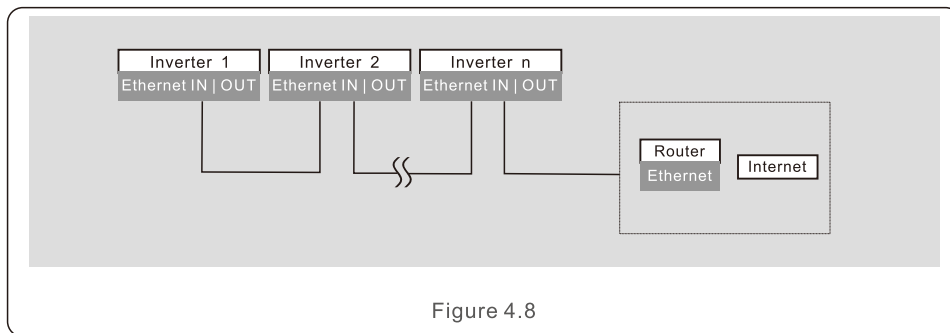 Inverter 1 Inverter 2 Inverter n
Ethernet IN | OUT Ethernet IN | OUT Ethernet IN | OUT
Router
Ethernet
Internet
Figure 4.8